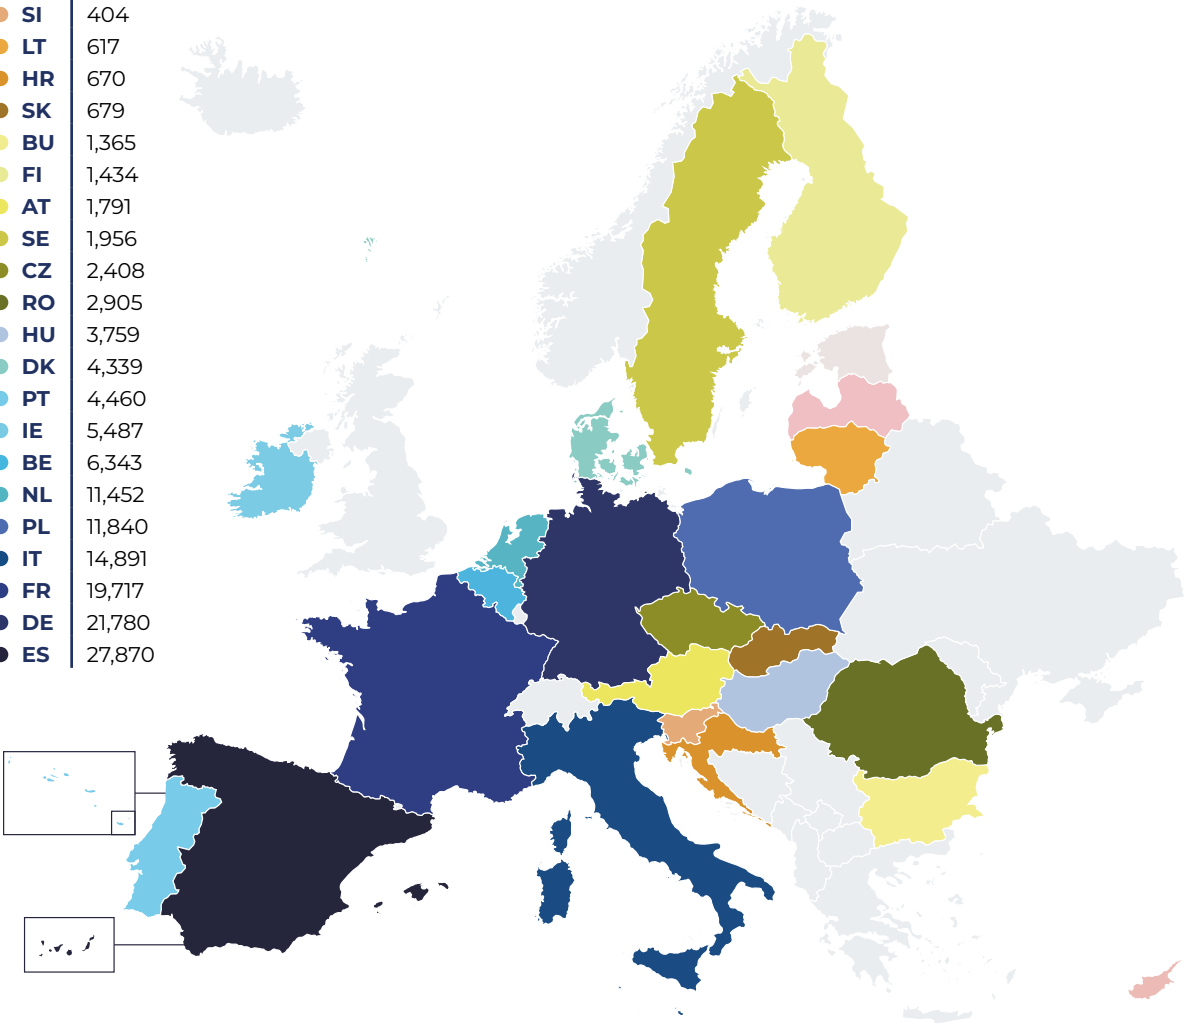 SI 404
LT 617
HR 670
SK 679
BU 1,365
FI 1,434
AT 1,791
SE 1,956
CZ 2,408
RO 2,905
HU 3,759
DK 4,339
PT 4,460
IE 5,487
BE 6,343
NL 11,452
PL 11,840
IT 14,891
FR 19,717
DE 21,780
ES 27,870